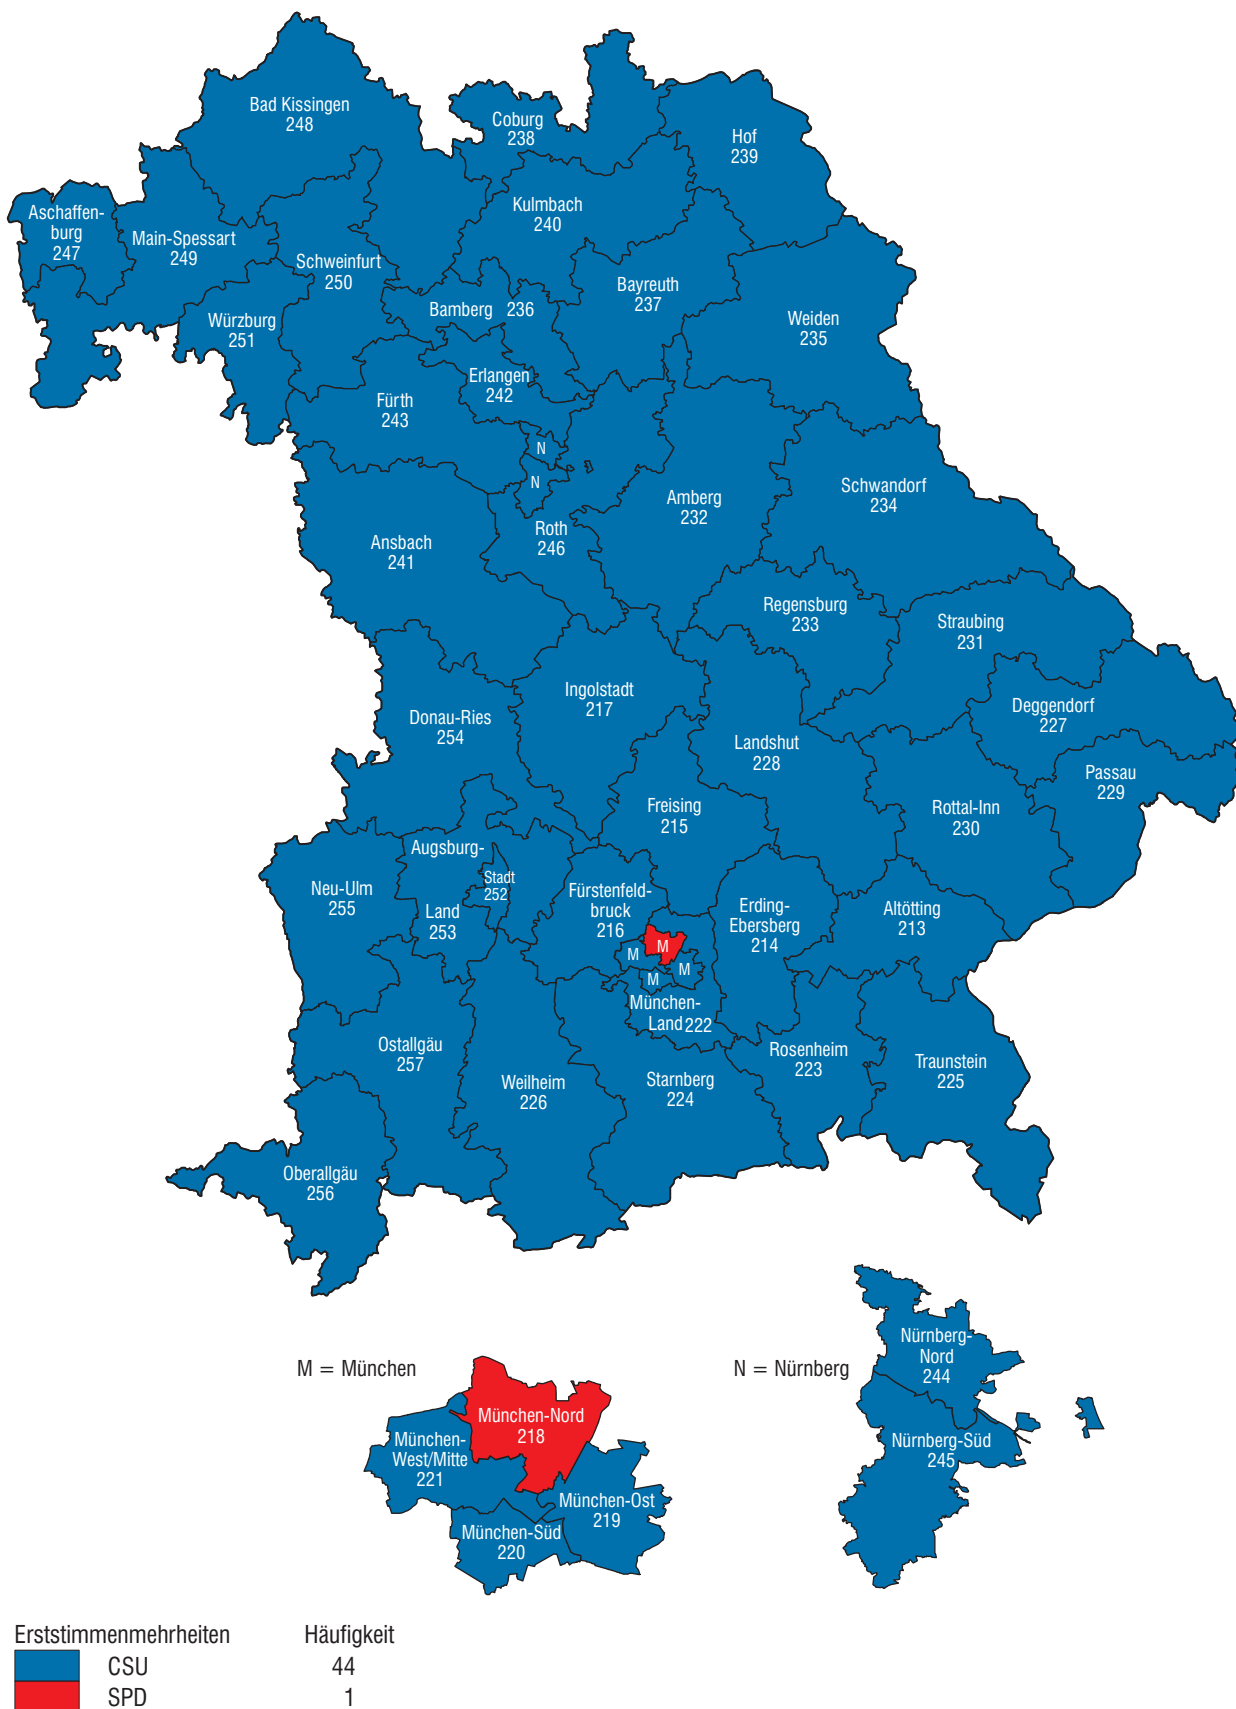 Bad Kissingen
248
Coburg
238
Hof
239
Kulmbach
240
Aschaffen-
burg
247
Main-Spessart
249
Schweinfurt
250
Bayreuth
237
Bamberg 236
Würzburg
251
Weiden
235
Erlangen
242
Fürth
243
N
N
Schwandorf
234
Amberg
232
Roth
246
Ansbach
241
Regensburg
233
Straubing
231
Ingolstadt
217
Deggendorf
227
Donau-Ries
254
Landshut
228
Passau
229
Freising
215
Rottal-Inn
230
Augsburg-
Stadt
252
Land
253
Neu-Ulm
255
Fürstenfeld-
bruck
216
Erding-
Ebersberg
214
Altötting
213
M
M
M
M
München-
Land 222
Ostallgäu
257
Rosenheim
223
Traunstein
225
Weilheim
226
Starnberg
224
Oberallgäu
256
M = München
N = Nürnberg
Nürnberg-
Nord
244
Nürnberg-Süd
245
München-Nord
218
München-
West/Mitte
221
München-Ost
219
München-Süd
220
Erststimmenmehrheiten Häufigkeit
CSU 44
SPD 1